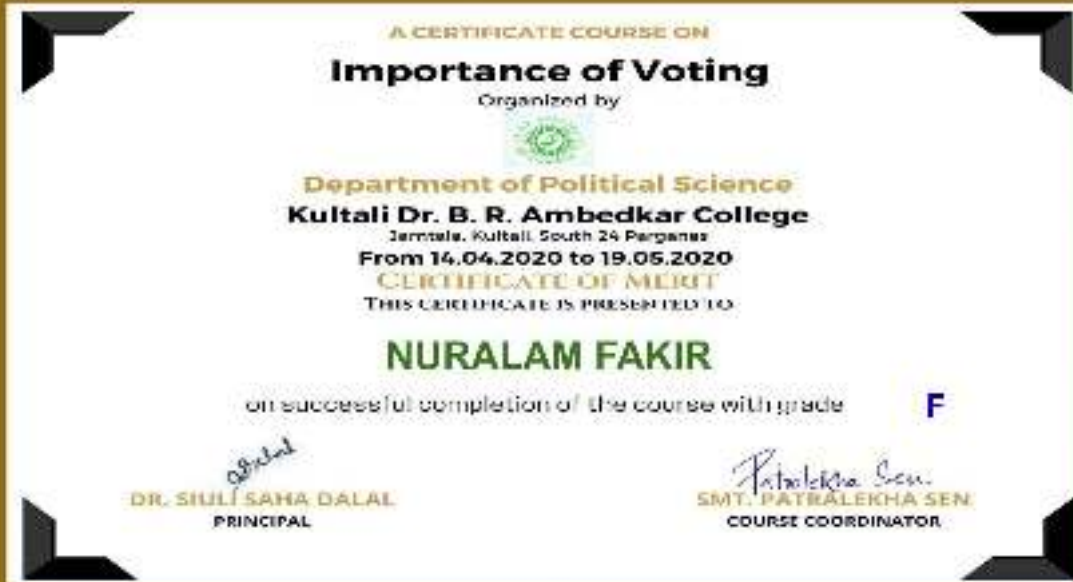 A CERTIFICATE COURSE ON
Importance of Voting
Organized by
Department of Political Science
Kultali Dr. B. R. Ambedkar College
Jamtala, Kultali, South 24 Parganas
From 14.04.2020 to 19.05.2020
CERTIFICATE OF MERIT
THIS CERTIFICATE IS PRESENTED TO
NURALAM FAKIR
on successful completion of the course with grade F
Patralekha Sen.
DR. SIULI SAHA DALAL
SMT. PATRALEKHA SEN
PRINCIPAL
COURSE COORDINATOR